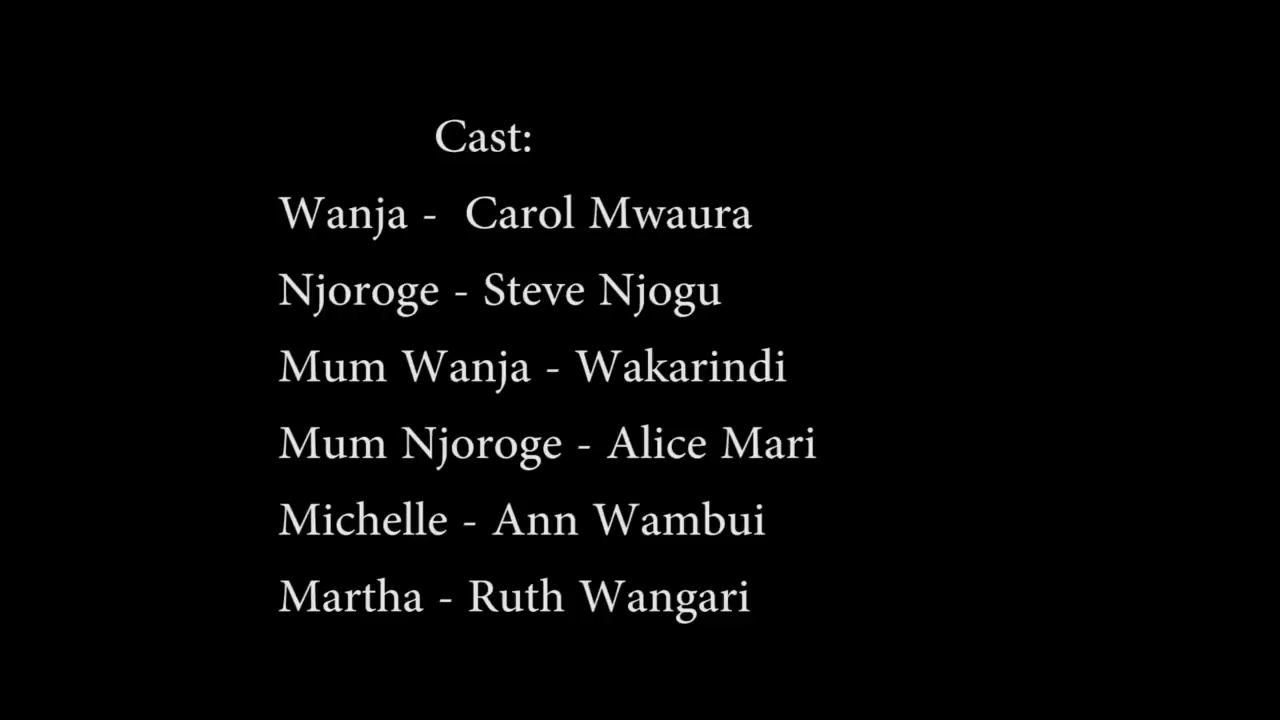 Cast:
Wanja -  Carol Mwaura
Njoroge - Steve Njogu
Mum Wanja - Wakarindi
Mum Njoroge - Alice Mari
Michelle - Ann Wambui
Martha - Ruth Wangari